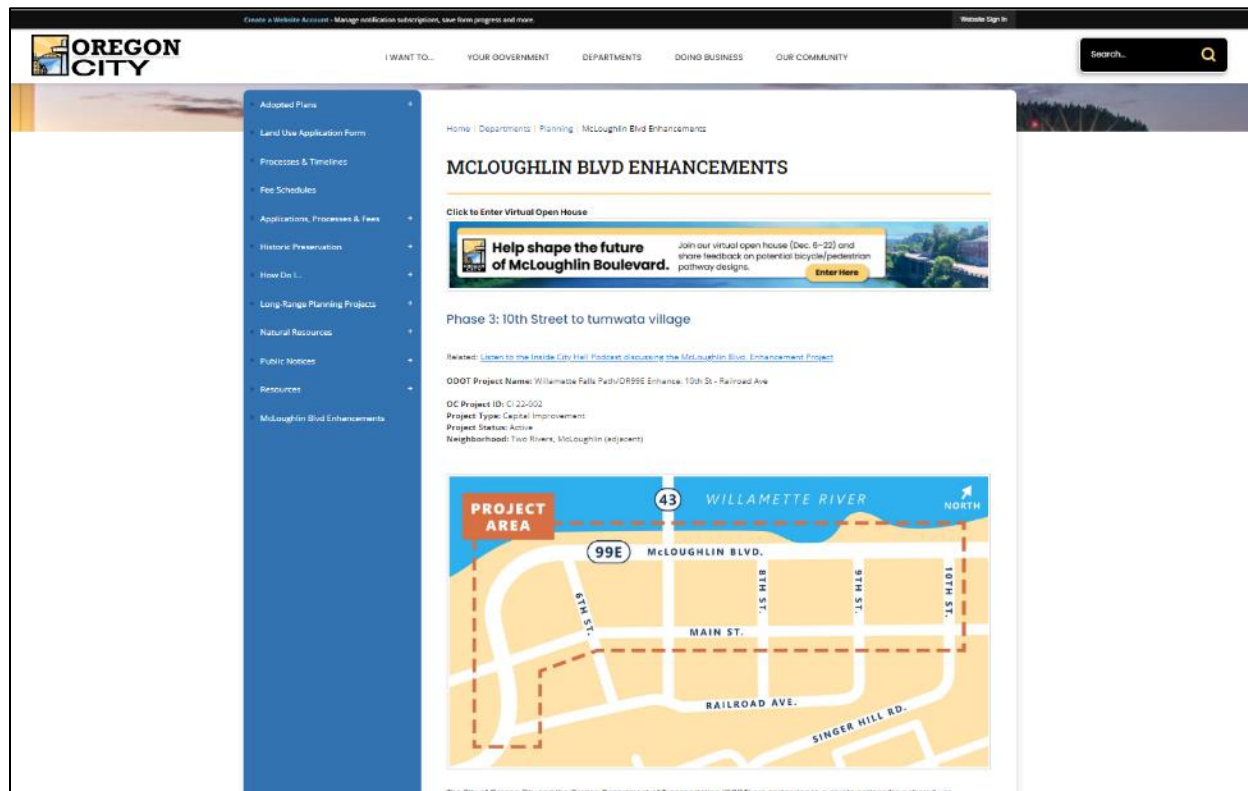 Create a Website Account - Manage notification subscriptions, save form progress and more.
Website Sign In
OREGON
CITY
I WANT TO...
YOUR GOVERNMENT
DEPARTMENTS
DOING BUSINESS
OUR COMMUNITY
Search...
Adopted Plans
Land Use Application Form
Processes & Timelines
Fee Schedules
Applications, Processes & Fees
Historic Preservation
How Do I...
Long-Range Planning Projects
Natural Resources
Public Notices
Resources
McLoughlin Blvd Enhancements
Home | Departments | Planning | McLoughlin Blvd Enhancements
MCLOUGHLIN BLVD ENHANCEMENTS
Click to Enter Virtual Open House
OREGON CITY
Help shape the future
of McLoughlin Boulevard.
Join our virtual open house (Dec. 6-22) and
share feedback on potential bicycle/pedestrian
pathway designs.
Enter Here
Phase 3: 10th Street to tumwata village
Related: Listen to the Inside City Hall Podcast discussing the McLoughlin Blvd. Enhancement Project
ODOT Project Name: Willamette Falls Path/OR99E Enhance: 10th St - Railroad Ave
OC Project ID: CI 22-002
Project Type: Capital Improvement
Project Status: Active
Neighborhood: Two Rivers, McLoughlin (adjacent)
PROJECT
AREA
43
WILLAMETTE RIVER
NORTH
99E
McLOUGHLIN BLVD.
6TH ST.
8TH ST.
9TH ST.
10TH ST.
MAIN ST.
RAILROAD AVE.
SINGER HILL RD.